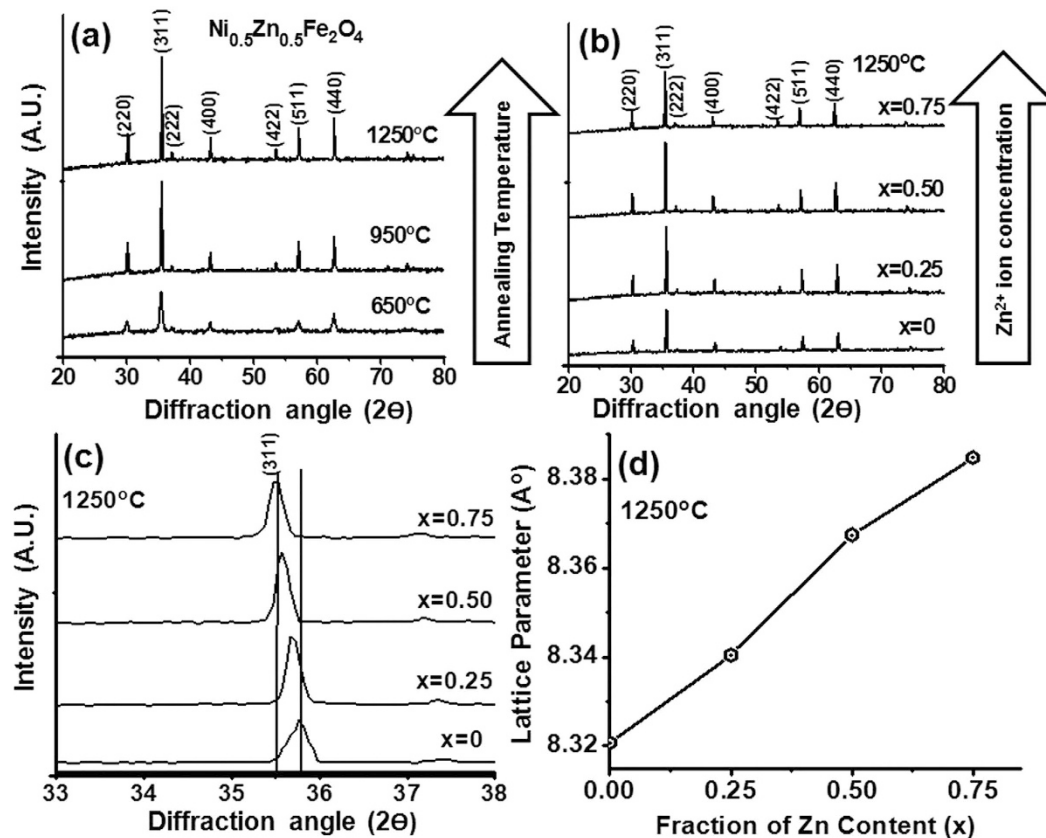 (a)
Ni0.5Zn0.5Fe2O4
(220)
(311)
(222)
(400)
(422)
(511)
(440)
1250°C
950°C
650°C
Intensity (A.U.)
20 30 40 50 60 70 80
Diffraction angle (2Θ)
Annealing Temperature
(b)
1250°C
(220)
(311)
(222)
(400)
(422)
(511)
(440)
x=0.75
x=0.50
x=0.25
x=0
20 30 40 50 60 70 80
Diffraction angle (2Θ)
Zn2+ ion concentration
(c)
(311)
1250°C
x=0.75
x=0.50
x=0.25
x=0
Intensity (A.U.)
33 34 35 36 37 38
Diffraction angle (2Θ)
(d)
1250°C
Lattice Parameter (A°)
8.38
8.36
8.34
8.32
0.00 0.25 0.50 0.75
Fraction of Zn Content (x)